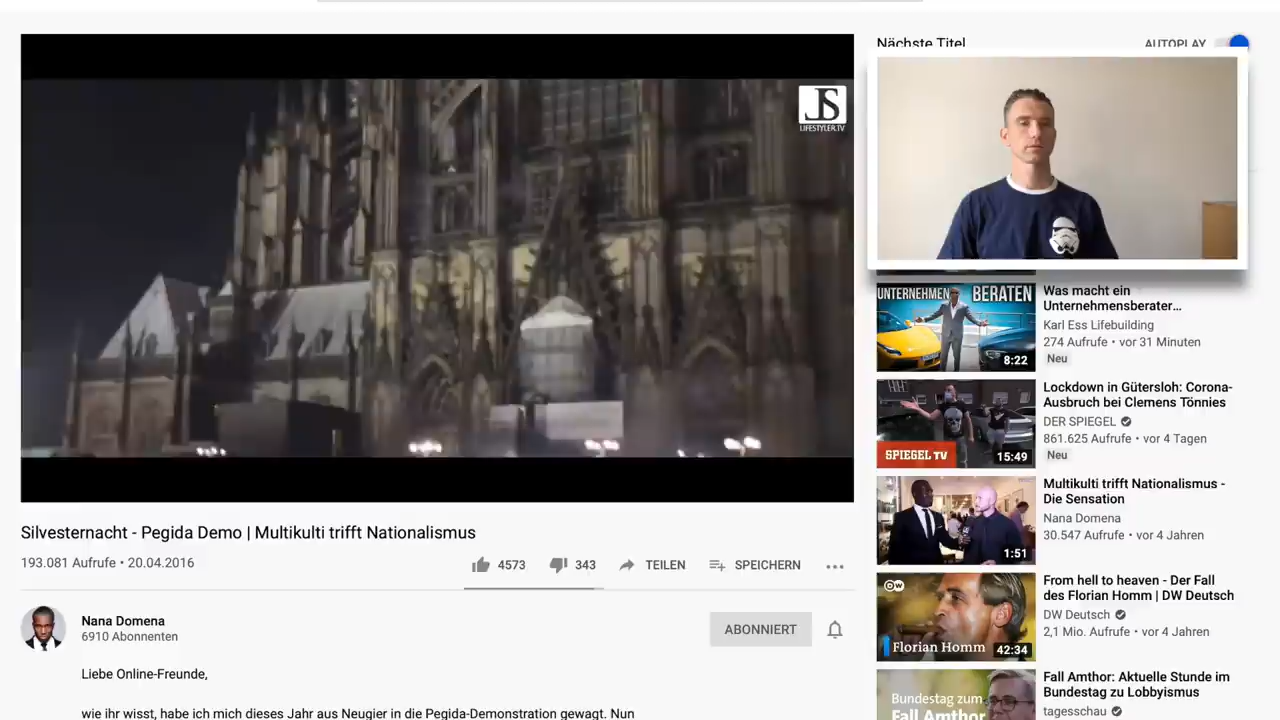 JS
LIFESTYLER.TV
Silvesternacht - Pegida Demo | Multikulti trifft Nationalismus
193.081 Aufrufe • 20.04.2016
4573
343
TEILEN
SPEICHERN
Nana Domena
6910 Abonnenten
ABONNIERT
Liebe Online-Freunde,
wie ihr wisst, habe ich mich dieses Jahr aus Neugier in die Pegida-Demonstration gewagt. Nun
Nächste Titel
AUTOPLAY
UNTERNEHMEN BERATEN
8:22
Was macht ein
Unternehmensberater…
Karl Ess Lifebuilding
274 Aufrufe • vor 31 Minuten
Neu
SPIEGEL TV
15:49
Lockdown in Gütersloh: Corona-
Ausbruch bei Clemens Tönnies
DER SPIEGEL
861.625 Aufrufe • vor 4 Tagen
Neu
1:51
Multikulti trifft Nationalismus -
Die Sensation
Nana Domena
30.547 Aufrufe • vor 4 Jahren
DW
Florian Homm
42:34
From hell to heaven - Der Fall
des Florian Homm | DW Deutsch
DW Deutsch
2,1 Mio. Aufrufe • vor 4 Jahren
Bundestag zum
Fall Amthor
Fall Amthor: Aktuelle Stunde im
Bundestag zu Lobbyismus
tagesschau